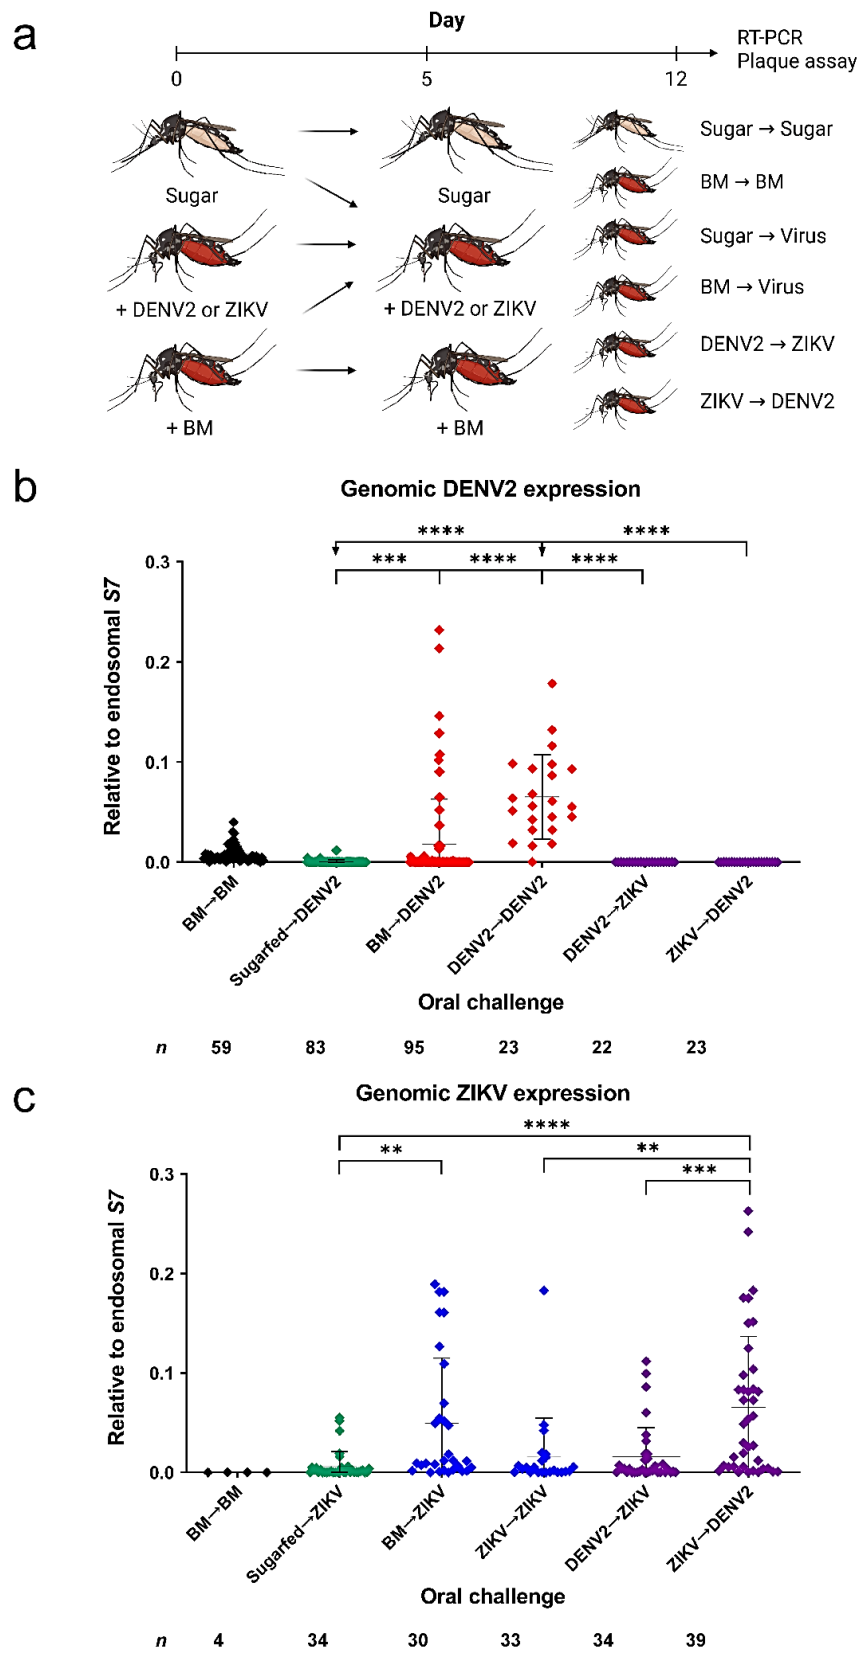 a
Day
0
5
12
RT-PCR
Plaque assay
Sugar
Sugar
+ DENV2 or ZIKV
+ DENV2 or ZIKV
+ BM
+ BM
Sugar → Sugar
BM → BM
Sugar → Virus
BM → Virus
DENV2 → ZIKV
ZIKV → DENV2
b
Genomic DENV2 expression
**** ****
*** **** ****
Relative to endosomal S7
0.3
0.2
0.1
0.0
BM→BM
Sugarfed→DENV2
BM→DENV2
DENV2→DENV2
DENV2→ZIKV
ZIKV→DENV2
Oral challenge
n 59 83 95 23 22 23
c
Genomic ZIKV expression
****
** **
***
Relative to endosomal S7
0.3
0.2
0.1
0.0
BM→BM
Sugarfed→ZIKV
BM→ZIKV
ZIKV→ZIKV
DENV2→ZIKV
ZIKV→DENV2
Oral challenge
n 4 34 30 33 34 39